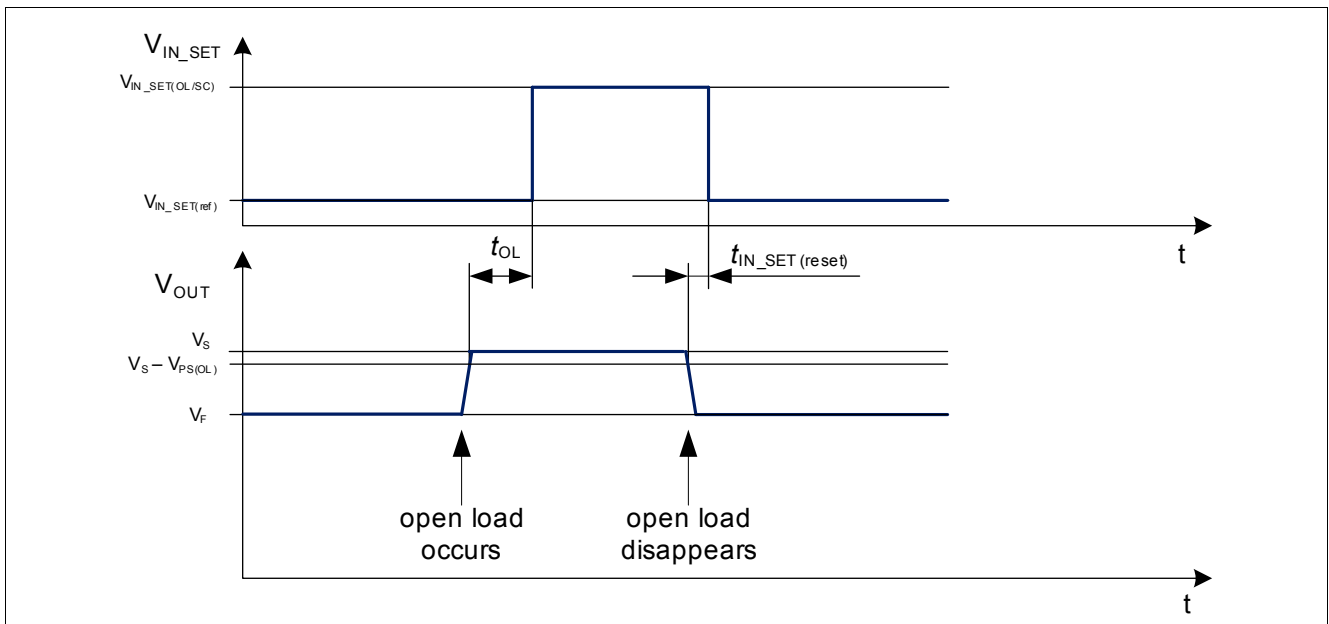 V_IN_SET
V_IN_SET(OL/SC)
V_IN_SET(ref)
t
t_OL
t_IN_SET (reset)
V_OUT
V_S
V_S – V_PS(OL)
V_F
open load
occurs
open load
disappears
t